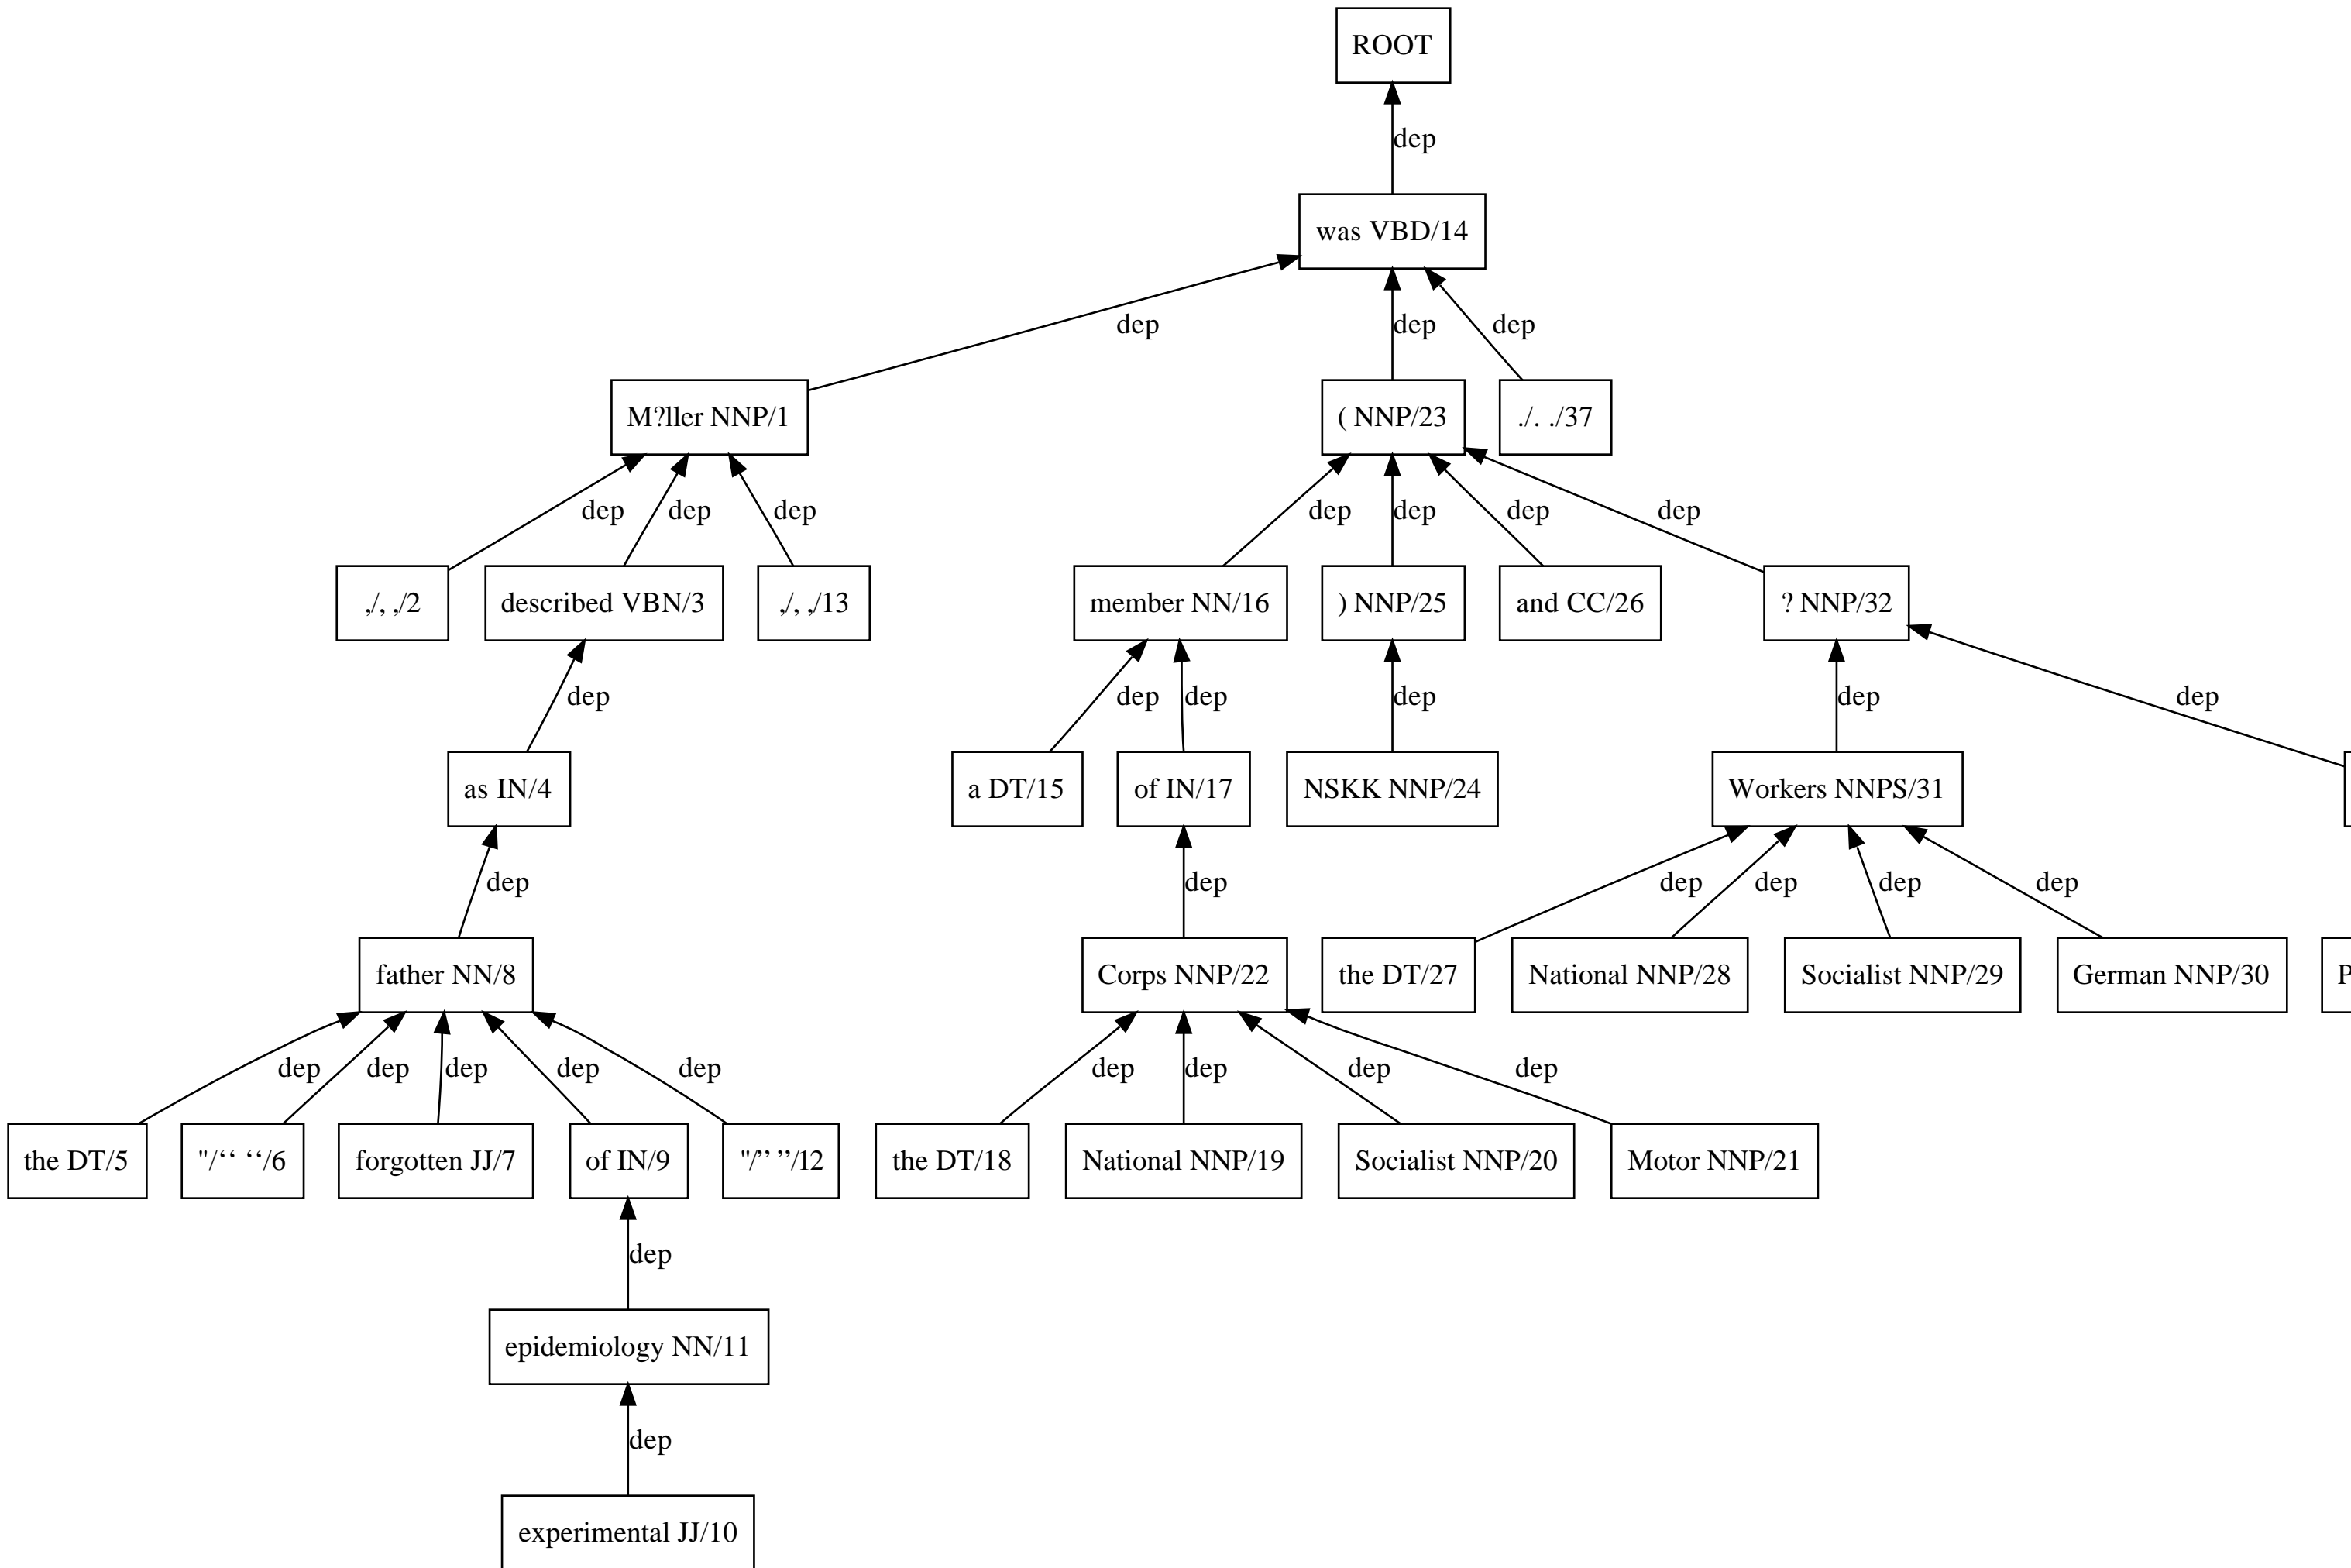 ROOT
dep
was VBD/14
dep dep dep
M?ller NNP/1 ( NNP/23 ./. ./37
dep dep dep dep dep dep dep
,/, ,/2 described VBN/3 ,/, ,/13 member NN/16 ) NNP/25 and CC/26 ? NNP/32
dep dep dep dep dep dep
as IN/4 a DT/15 of IN/17 NSKK NNP/24 Workers NNPS/31
dep dep dep dep dep dep
father NN/8 Corps NNP/22 the DT/27 National NNP/28 Socialist NNP/29 German NNP/30 P
dep dep dep dep dep dep dep dep dep
the DT/5 "/‘‘ ‘‘/6 forgotten JJ/7 of IN/9 "/’’ ’’/12 the DT/18 National NNP/19 Socialist NNP/20 Motor NNP/21
dep
epidemiology NN/11
dep
experimental JJ/10